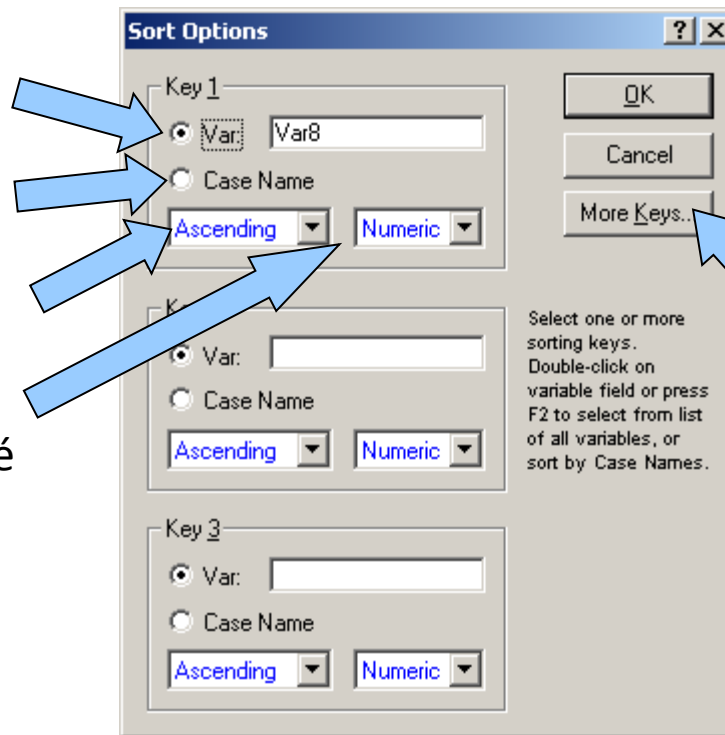 Sort Options
Key 1
Var: Var8
Case Name
Ascending Numeric
OK
Cancel
More Keys..
Var:
Case Name
Ascending Numeric
Select one or more
sorting keys.
Double-click on
variable field or press
F2 to select from list
of all variables, or
sort by Case Names.
é
Key 3
Var:
Case Name
Ascending Numeric